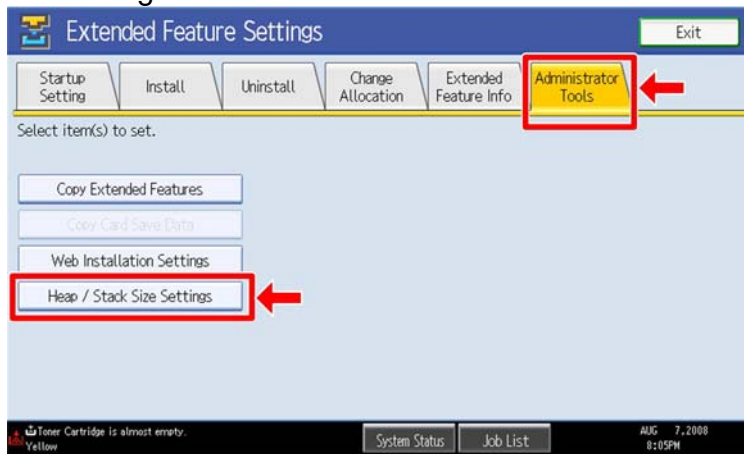 Extended Feature Settings
Exit
Startup
Setting
Install
Uninstall
Change
Allocation
Extended
Feature Info
Administrator
Tools
Select item(s) to set.
Copy Extended Features
Copy Card Save Data
Web Installation Settings
Heap / Stack Size Settings
Toner Cartridge is almost empty.
Yellow
System Status
Job List
AUG 7,2008
8:05PM